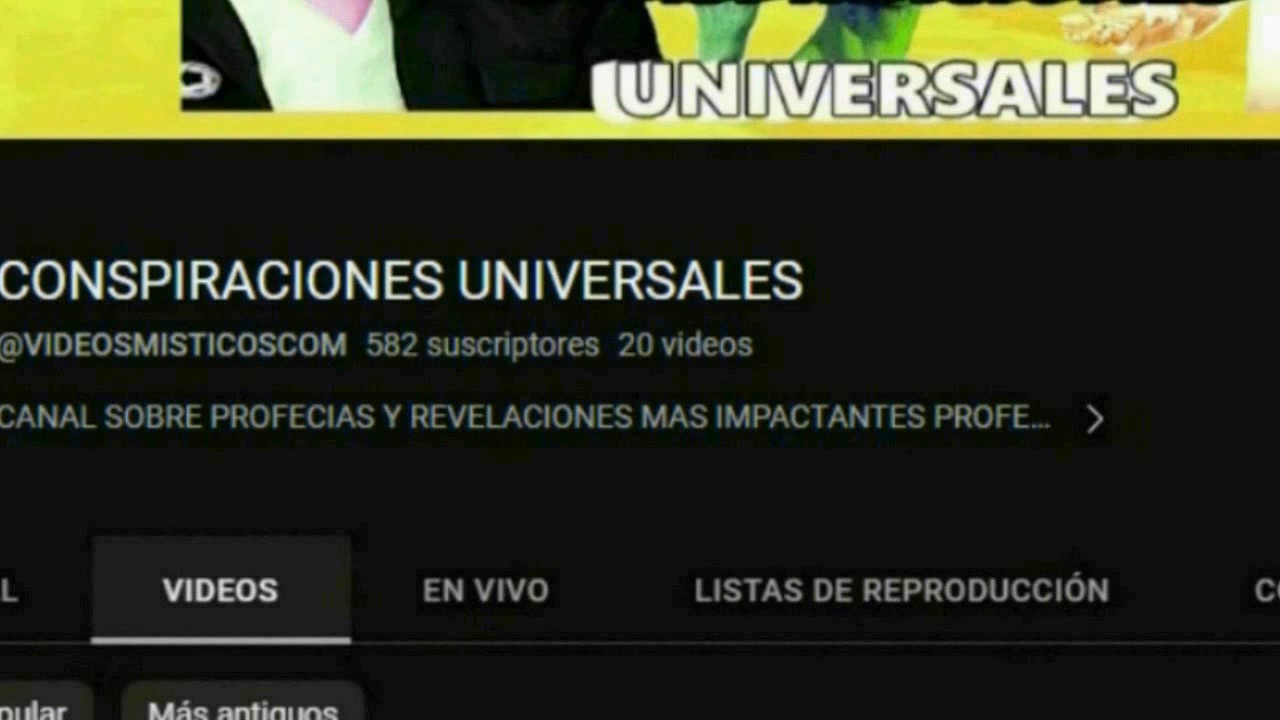 UNIVERSALES
CONSPIRACIONES UNIVERSALES
@VIDEOSMISTICOSCOM 582 suscriptores 20 videos
CANAL SOBRE PROFECIAS Y REVELACIONES MAS IMPACTANTES PROFE...
VIDEOS EN VIVO LISTAS DE REPRODUCCIÓN
Más antiguos